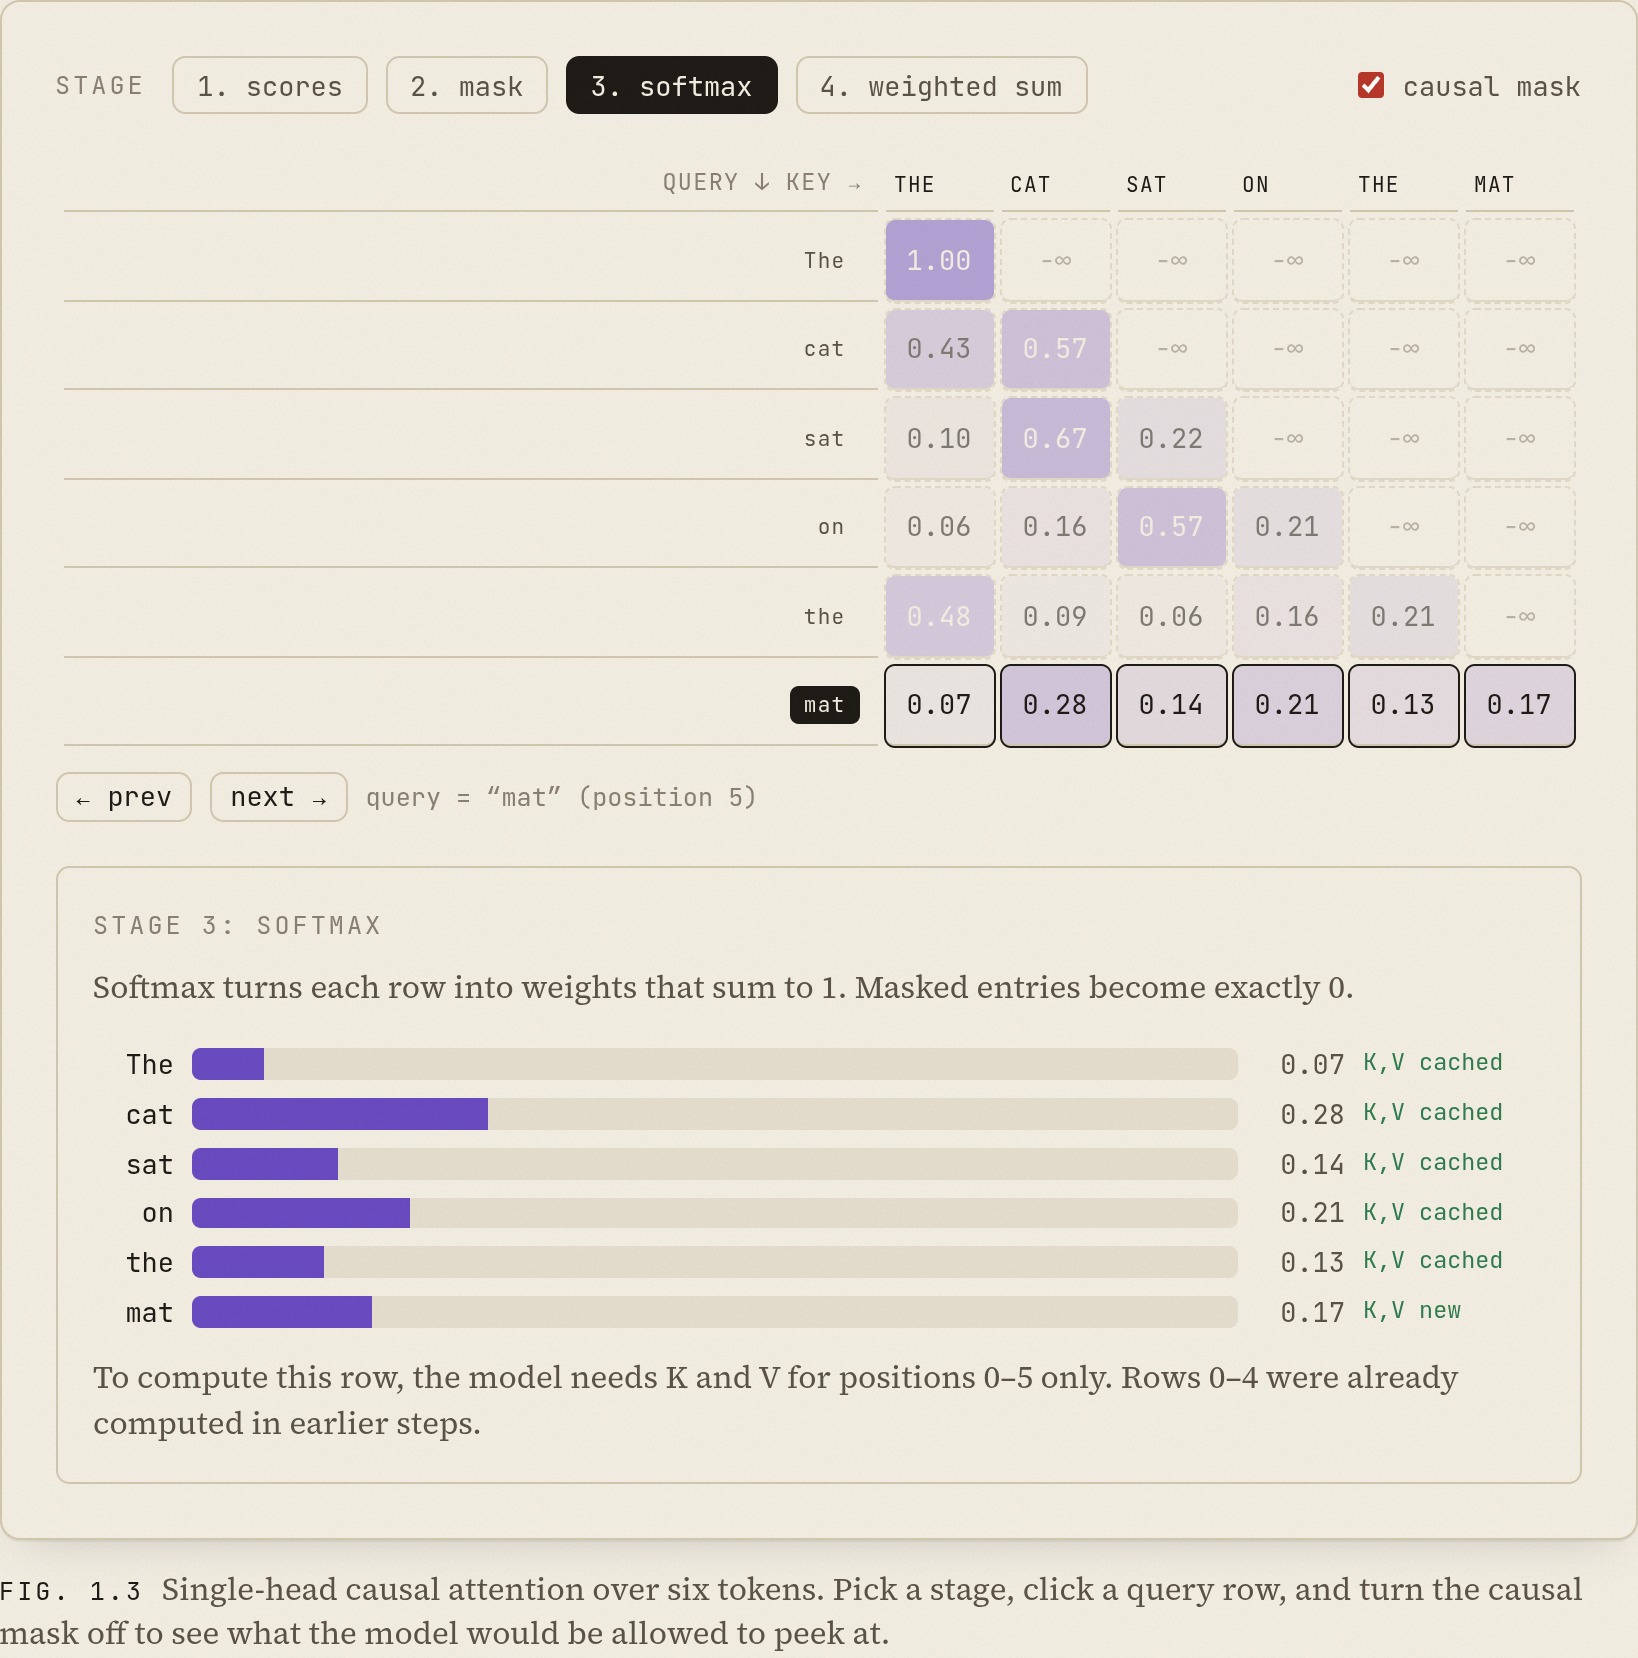 STAGE 1. scores 2. mask 3. softmax 4. weighted sum causal mask
QUERY ↓ KEY → THE CAT SAT ON THE MAT
The 1.00 -∞ -∞ -∞ -∞ -∞
cat 0.43 0.57 -∞ -∞ -∞ -∞
sat 0.10 0.67 0.22 -∞ -∞ -∞
on 0.06 0.16 0.57 0.21 -∞ -∞
the 0.48 0.09 0.06 0.16 0.21 -∞
mat 0.07 0.28 0.14 0.21 0.13 0.17
← prev next → query = “mat” (position 5)
STAGE 3: SOFTMAX
Softmax turns each row into weights that sum to 1. Masked entries become exactly 0.
The 0.07 K,V cached
cat 0.28 K,V cached
sat 0.14 K,V cached
on 0.21 K,V cached
the 0.13 K,V cached
mat 0.17 K,V new
To compute this row, the model needs K and V for positions 0–5 only. Rows 0–4 were already
computed in earlier steps.
FIG. 1.3 Single-head causal attention over six tokens. Pick a stage, click a query row, and turn the causal
mask off to see what the model would be allowed to peek at.